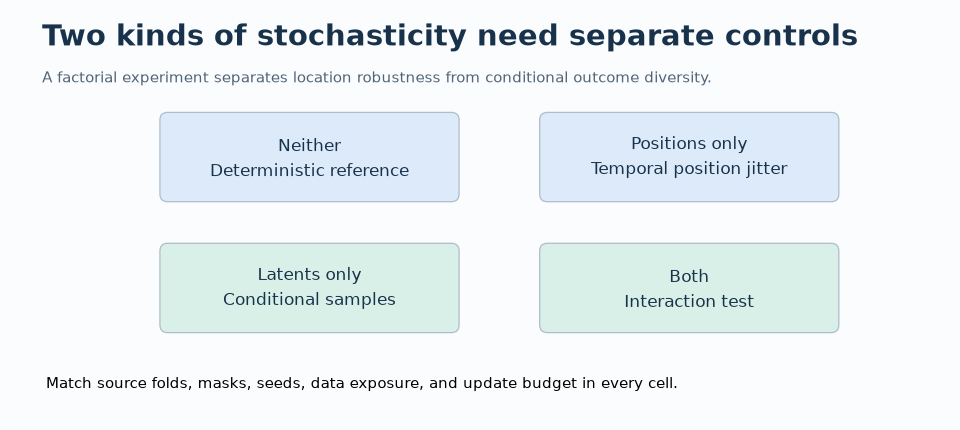 Two kinds of stochasticity need separate controls
A factorial experiment separates location robustness from conditional outcome diversity.
Neither
Deterministic reference
Positions only
Temporal position jitter
Latents only
Conditional samples
Both
Interaction test
Match source folds, masks, seeds, data exposure, and update budget in every cell.